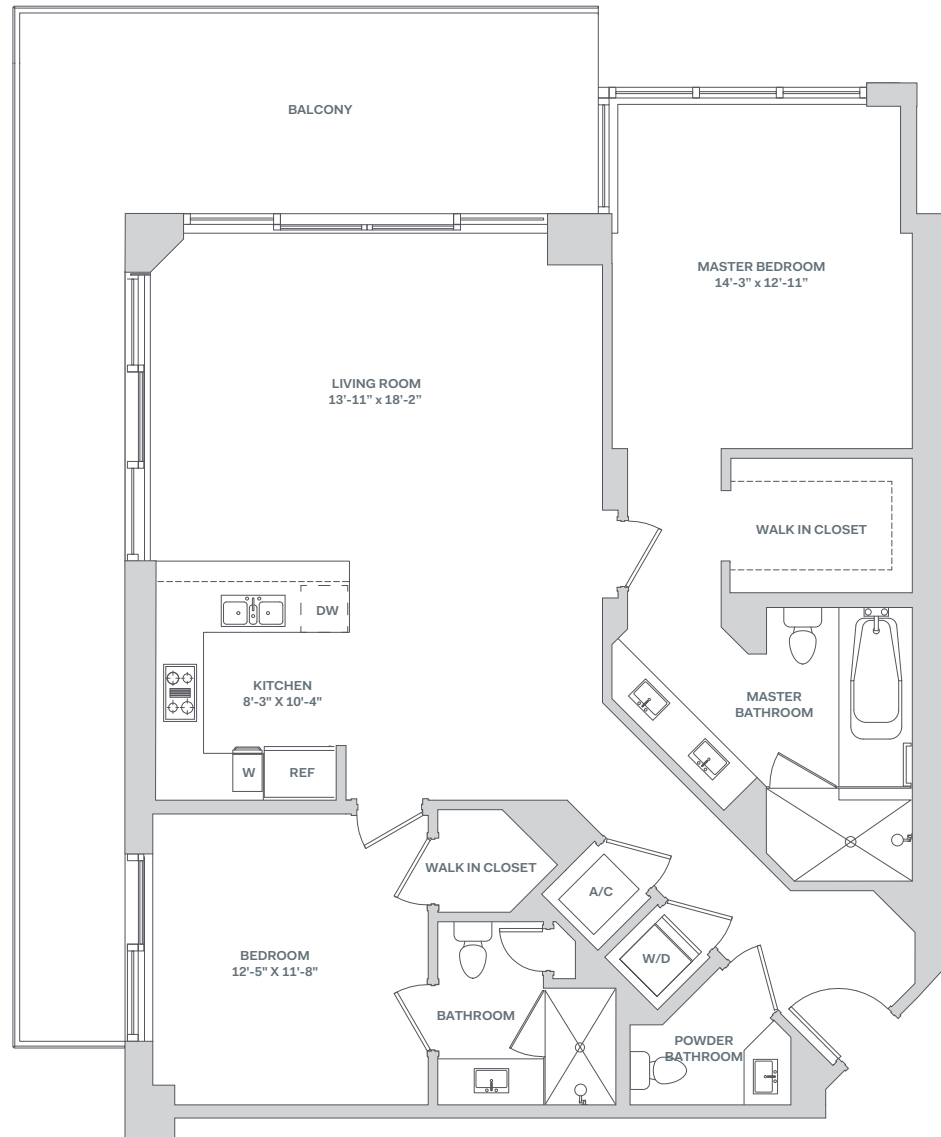 BALCONY
MASTER BEDROOM
14’-3” x 12’-11”
LIVING ROOM
13’-11” x 18’-2”
WALK IN CLOSET
DW
KITCHEN
8'-3" X 10'-4"
MASTER
BATHROOM
W
REF
WALK IN CLOSET
A/C
BEDROOM
12'-5" X 11'-8"
W/D
BATHROOM
POWDER
BATHROOM